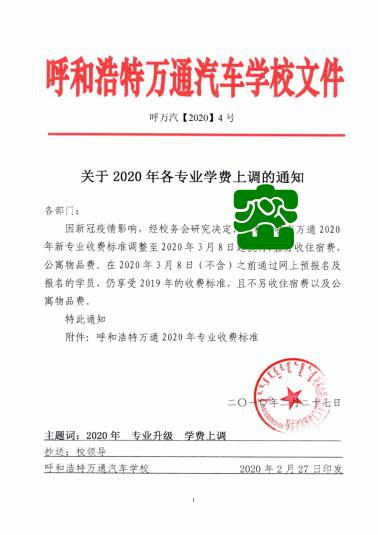 呼和浩特万通汽车学校文件
呼万汽【2020】4号
关于 2020 年各专业学费上调的通知
各部门：
因新冠疫情影响，经校务会研究决定，万通 2020
年新专业收费标准调整至 2020 年 3 月 8 日另收住宿费，
公寓物品费。在 2020 年 3 月 8 日（不含）之前通过网上预报名及
报名的学员，仍享受 2019 年的收费标准，且不另收住宿费以及公
寓物品费。
特此通知
附件：呼和浩特万通 2020 年专业收费标准
二〇二〇年二月二十七日
主题词：2020 年 专业升级 学费上调
抄送：校领导
呼和浩特万通汽车学校 2020 年 2 月 27 日印发
1